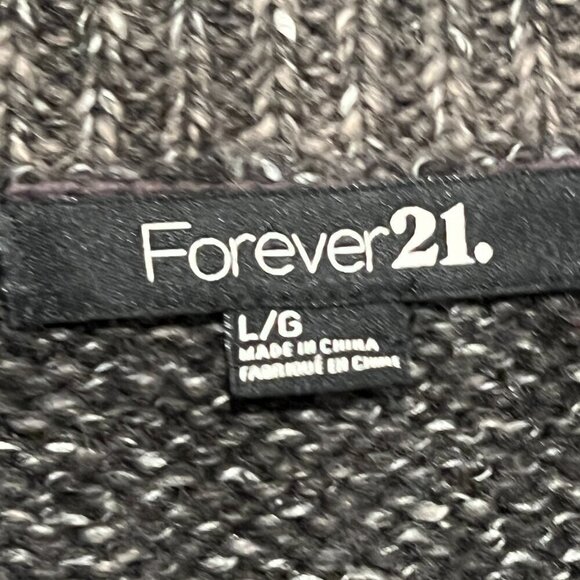 Forever21.
L/G
MADE IN CHINA
FABRIQUÉ EN CHINE